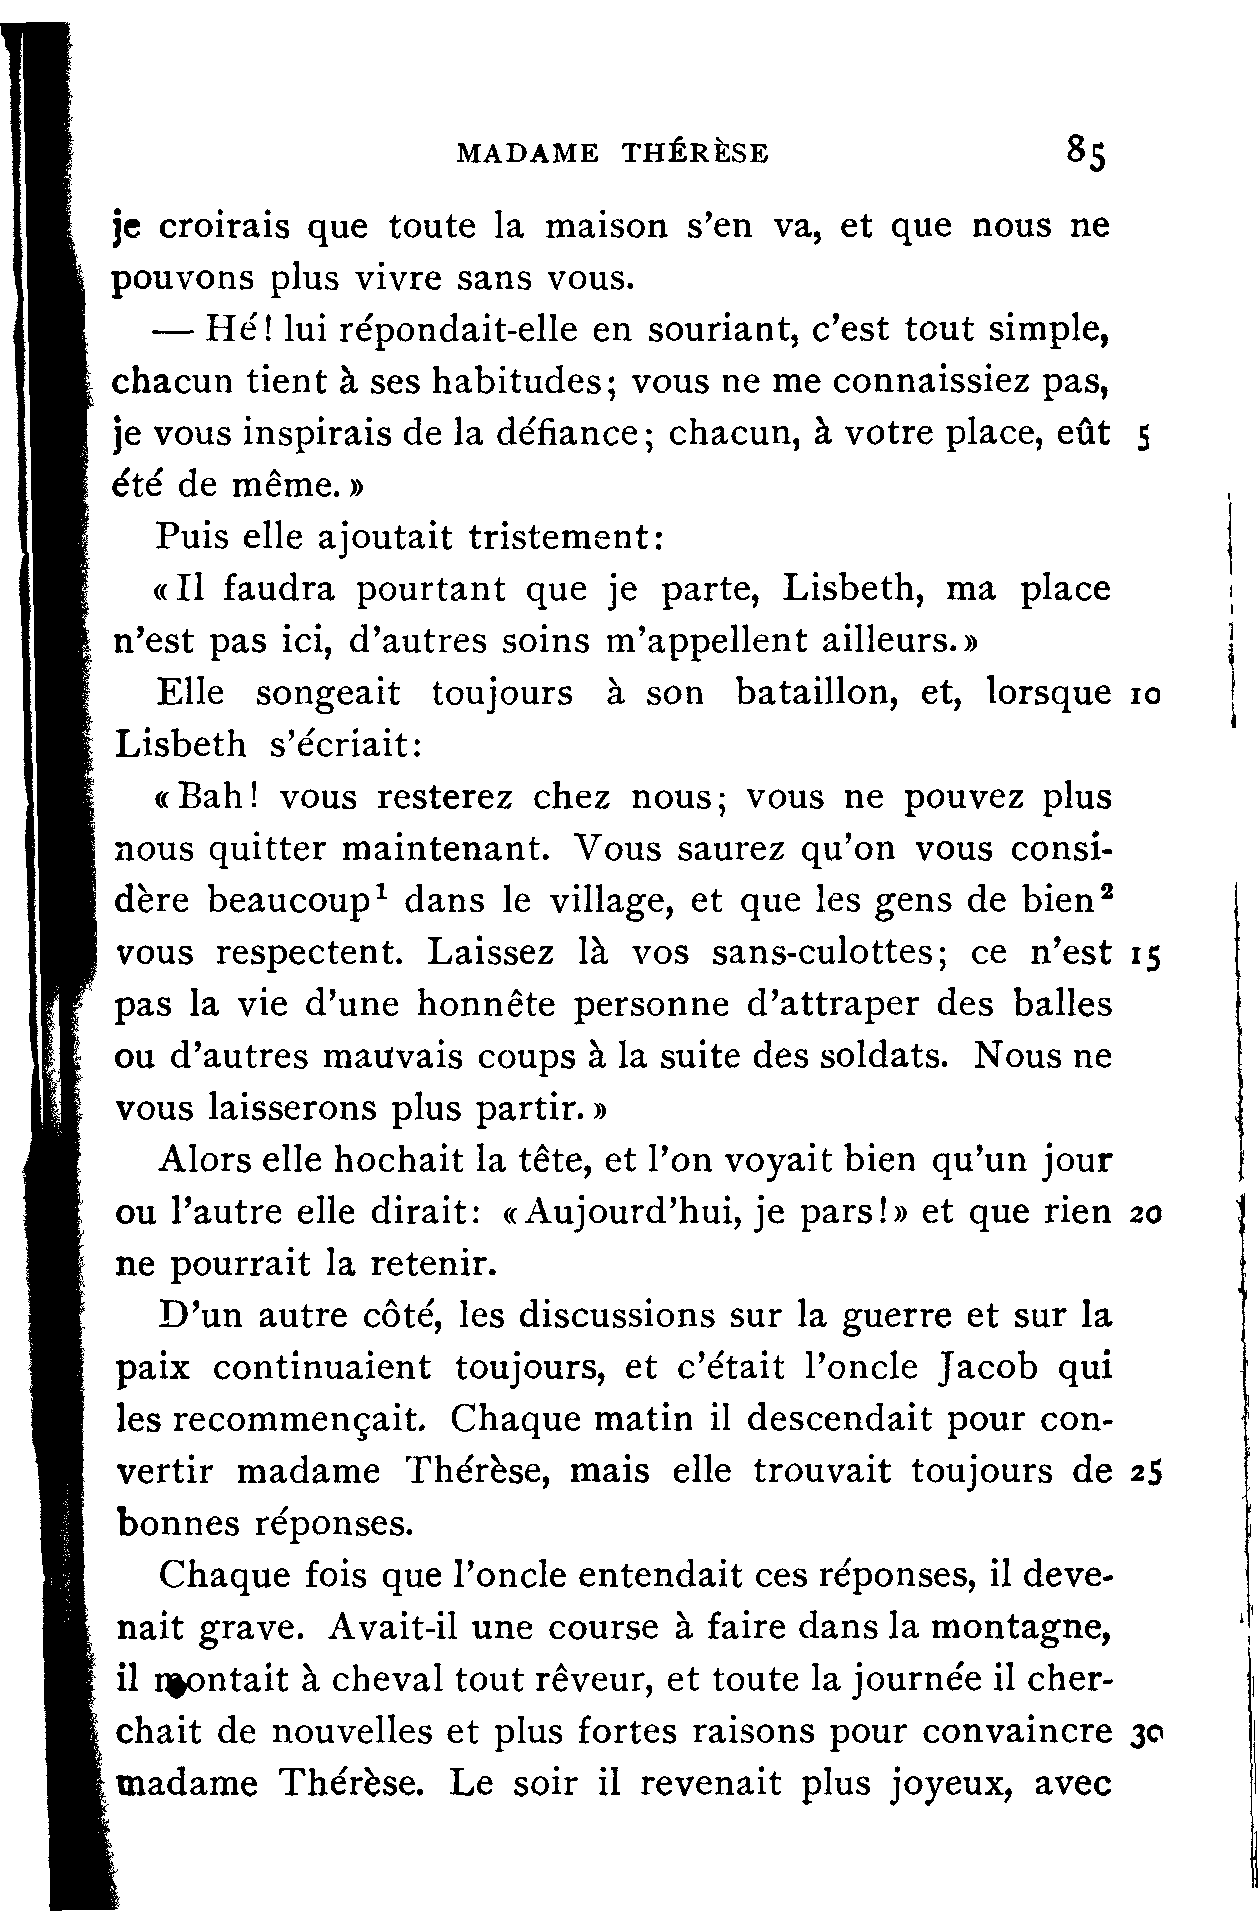 MADAME THÉRÈSE 85
je croirais que toute la maison s'en va, et que nous ne
pouvons plus vivre sans vous.
— Hé! lui répondait-elle en souriant, c'est tout simple,
chacun tient à ses habitudes; vous ne me connaissiez pas,
je vous inspirais de la défiance; chacun, à votre place, eût 5
été de même.»
Puis elle ajoutait tristement:
«Il faudra pourtant que je parte, Lisbeth, ma place
n'est pas ici, d'autres soins m'appellent ailleurs.»
Elle songeait toujours à son bataillon, et, lorsque 10
Lisbeth s'écriait:
«Bah! vous resterez chez nous; vous ne pouvez plus
nous quitter maintenant. Vous saurez qu'on vous consi-
dère beaucoup¹ dans le village, et que les gens de bien²
vous respectent. Laissez là vos sans-culottes; ce n'est 15
pas la vie d'une honnête personne d'attraper des balles
ou d'autres mauvais coups à la suite des soldats. Nous ne
vous laisserons plus partir.»
Alors elle hochait la tête, et l'on voyait bien qu'un jour
ou l'autre elle dirait: «Aujourd'hui, je pars!» et que rien 20
ne pourrait la retenir.
D'un autre côté, les discussions sur la guerre et sur la
paix continuaient toujours, et c'était l'oncle Jacob qui
les recommençait. Chaque matin il descendait pour con-
vertir madame Thérèse, mais elle trouvait toujours de 25
bonnes réponses.
Chaque fois que l'oncle entendait ces réponses, il deve-
nait grave. Avait-il une course à faire dans la montagne,
il montait à cheval tout rêveur, et toute la journée il cher-
chait de nouvelles et plus fortes raisons pour convaincre 30
madame Thérèse. Le soir il revenait plus joyeux, avec